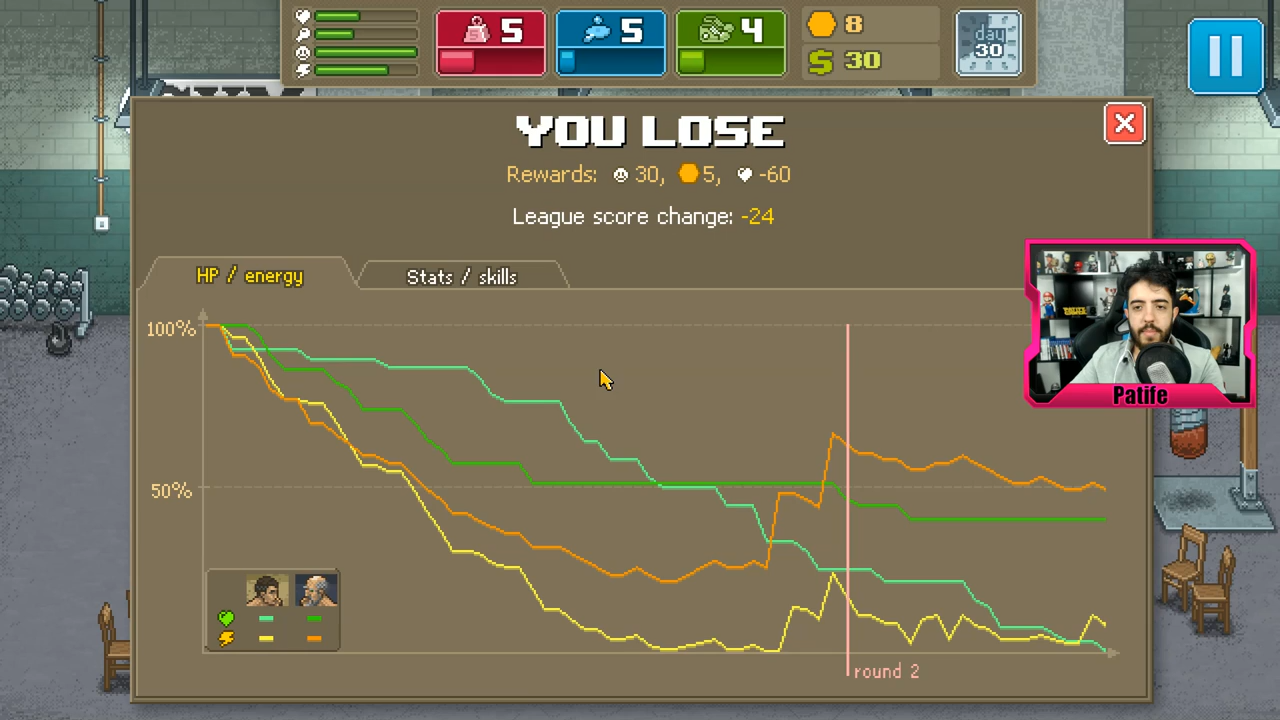 5
5
4
8
30
day
30
YOU LOSE
Rewards: 30, 5, -60
League score change: -24
HP / energy
Stats / skills
100%
50%
Patife
round 2